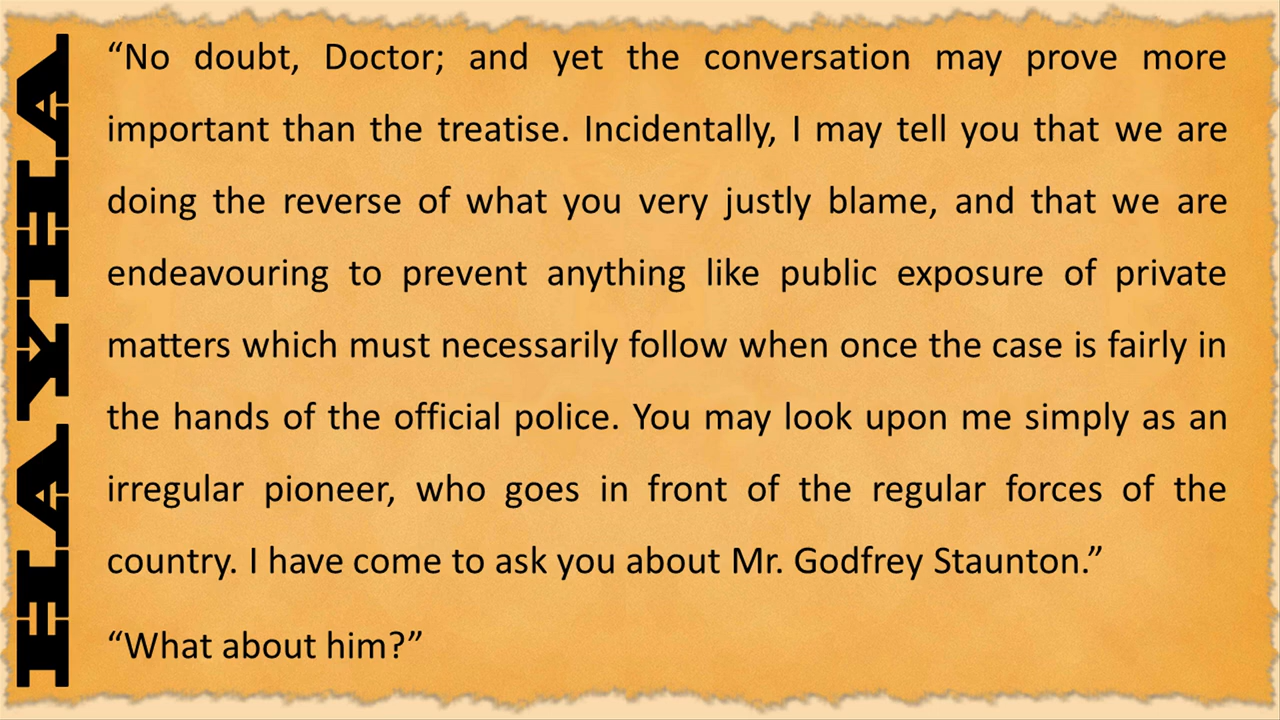 HAYHA
“No doubt, Doctor; and yet the conversation may prove more
important than the treatise. Incidentally, I may tell you that we are
doing the reverse of what you very justly blame, and that we are
endeavouring to prevent anything like public exposure of private
matters which must necessarily follow when once the case is fairly in
the hands of the official police. You may look upon me simply as an
irregular pioneer, who goes in front of the regular forces of the
country. I have come to ask you about Mr. Godfrey Staunton.”
“What about him?”